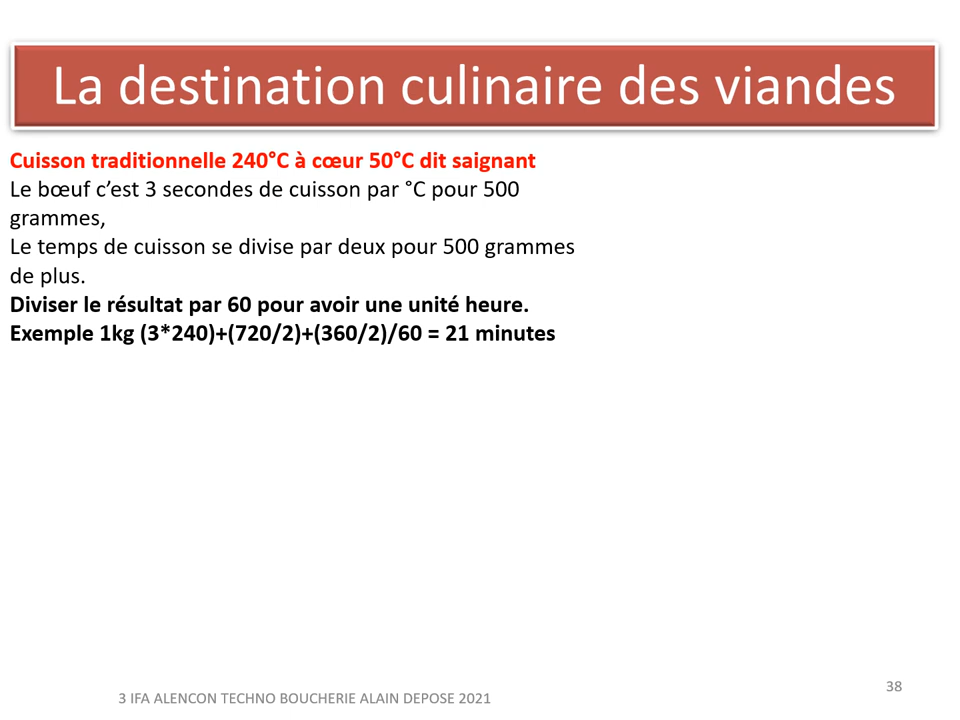 La destination culinaire des viandes
Cuisson traditionnelle 240°C à cœur 50°C dit saignant
Le bœuf c’est 3 secondes de cuisson par °C pour 500
grammes,
Le temps de cuisson se divise par deux pour 500 grammes
de plus.
Diviser le résultat par 60 pour avoir une unité heure.
Exemple 1kg (3*240)+(720/2)+(360/2)/60 = 21 minutes
3 IFA ALENCON TECHNO BOUCHERIE ALAIN DEPOSE 2021
38